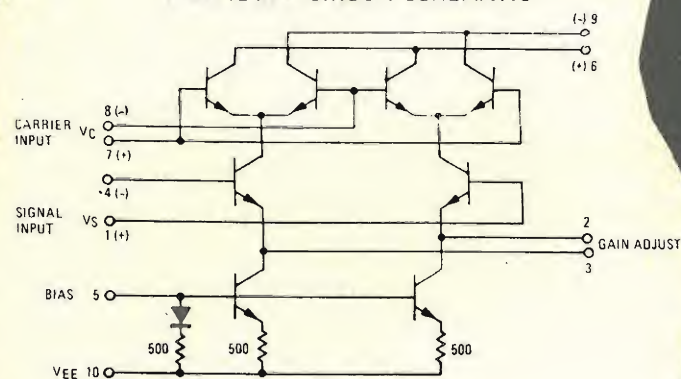 (-) 9
(+) 6
8 (-)
CARRIER INPUT VC
7 (+)
4 (-)
SIGNAL INPUT VS
1 (+)
2
GAIN ADJUST
3
BIAS 5
500 500 500
VEE 10